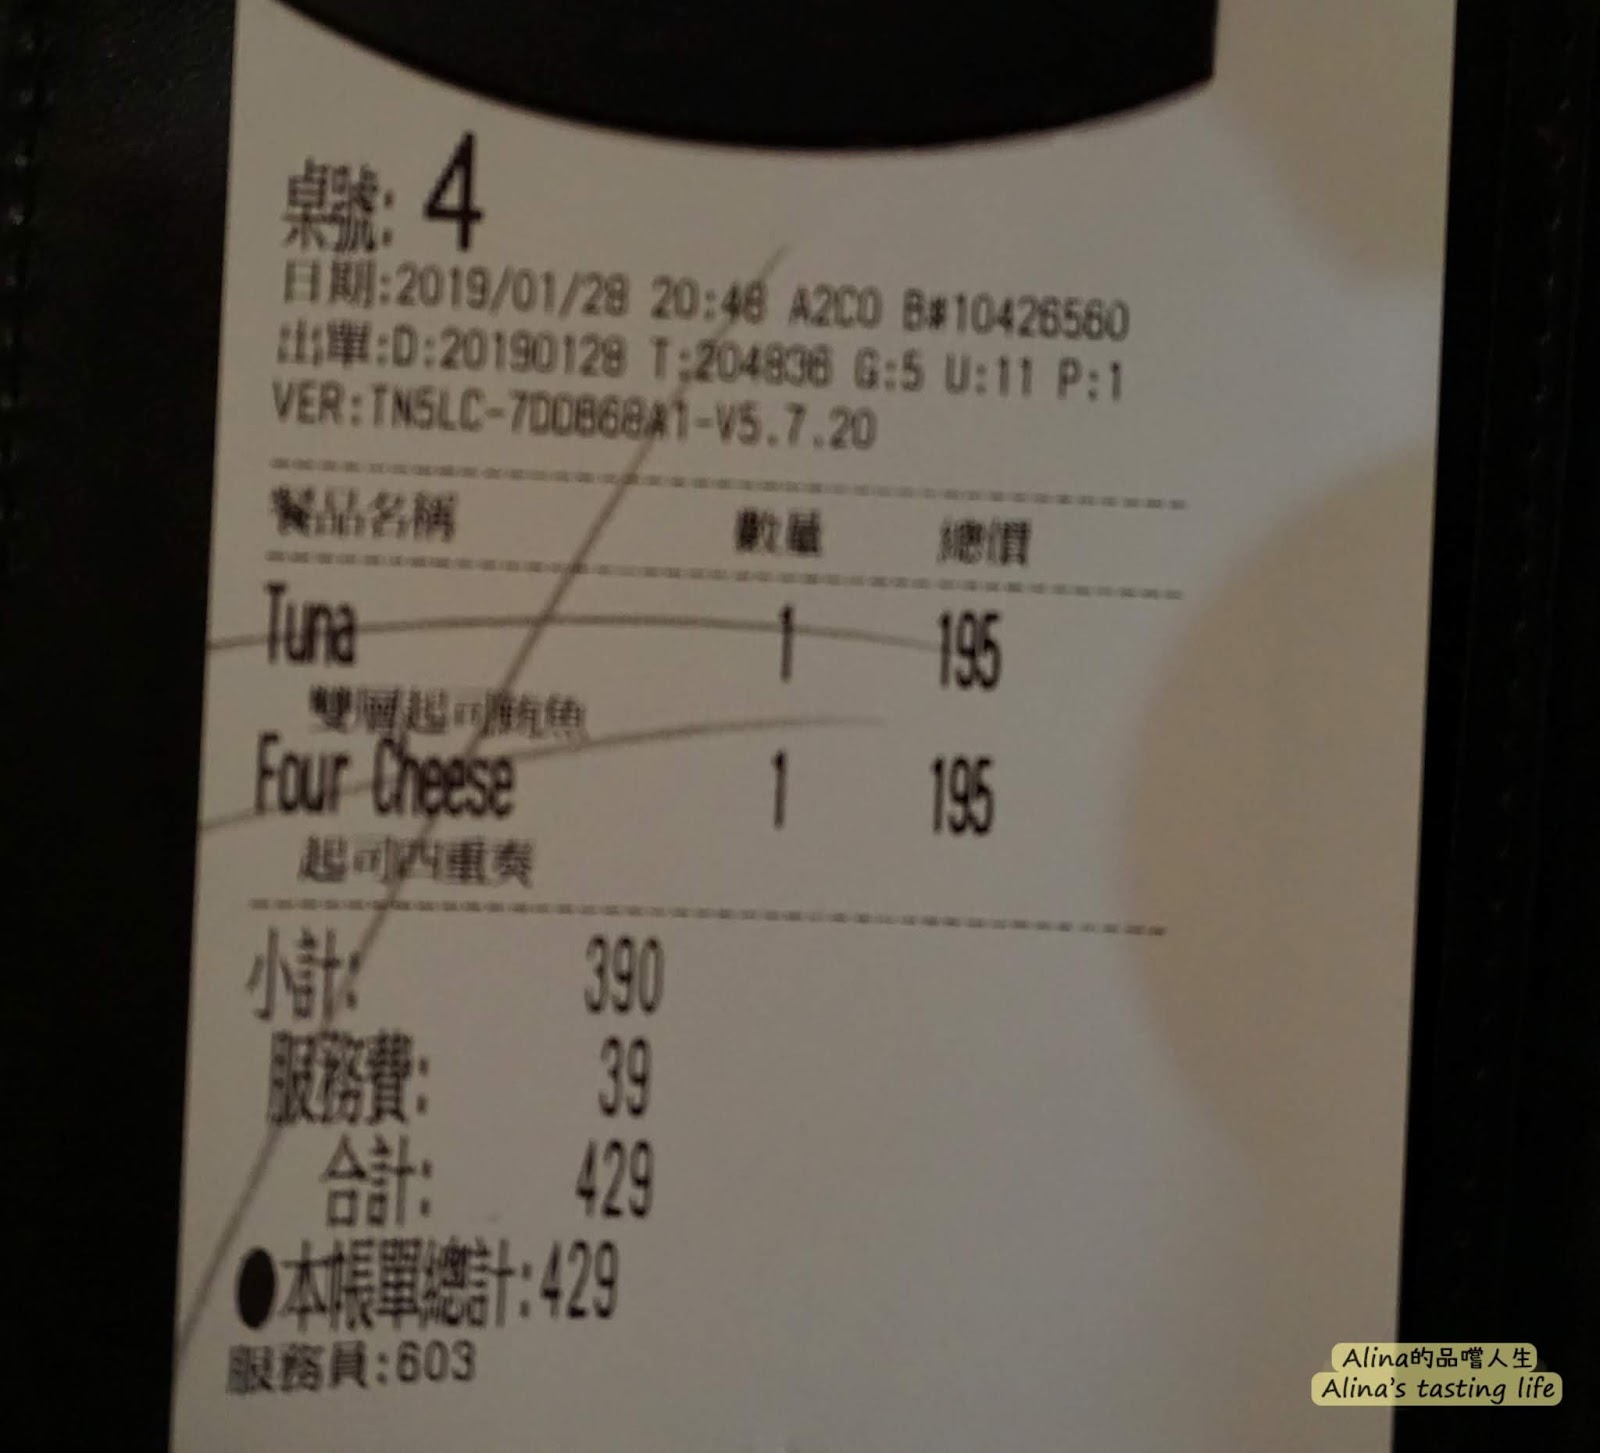 桌號: 4
日期:2019/01/28 20:48 A2C0 B#10426560
出單:D:20190128 T:204836 G:5 U:11 P:1
VER:TN5LC-7DD868A1-V5.7.20
餐品名稱 數量 總價
Tuna 1 195
雙層起司鮪魚
Four Cheese 1 195
起司四重奏
小計: 390
服務費: 39
合計: 429
●本帳單總計:429
服務員:603
Alina的品嚐人生
Alina's tasting life